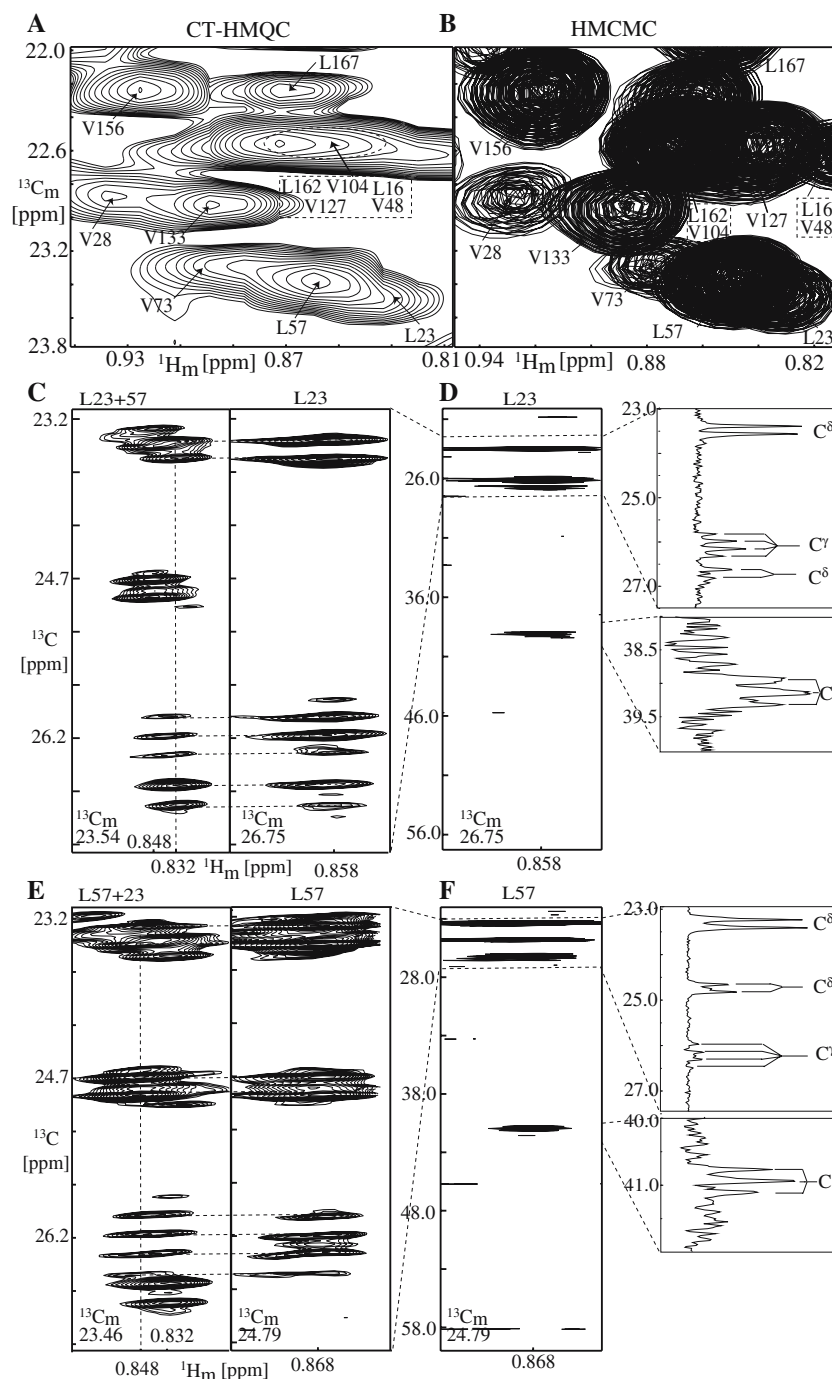 A CT-HMQC
B HMCMC
22.0
22.6
23.2
23.8
¹³Cm
[ppm]
L167
V156
L162 V104 L16
V127 V48
V28
V133
V73
L57
L23
0.93 ¹Hm [ppm] 0.87 0.81
L167
V156
L162
V104
V127
L16
V48
V28
V133
V73
L57
L23
0.94 ¹Hm [ppm] 0.88 0.82
C
L23+57 L23
23.2
24.7
¹³C
[ppm]
26.2
¹³Cm
23.54
0.848
0.832 ¹Hm [ppm]
¹³Cm
26.75
0.858
D
L23
26.0
36.0
46.0
56.0
¹³Cm
26.75
0.858
23.0
25.0
27.0
Cδ
Cγ
Cδ
38.5
39.5
C
E
L57+23 L57
23.2
24.7
¹³C
[ppm]
26.2
¹³Cm
23.46
0.832
0.848 ¹Hm [ppm]
¹³Cm
24.79
0.868
F
L57
28.0
38.0
48.0
58.0
¹³Cm
24.79
0.868
23.0
25.0
27.0
Cδ
Cδ
40.0
41.0
C